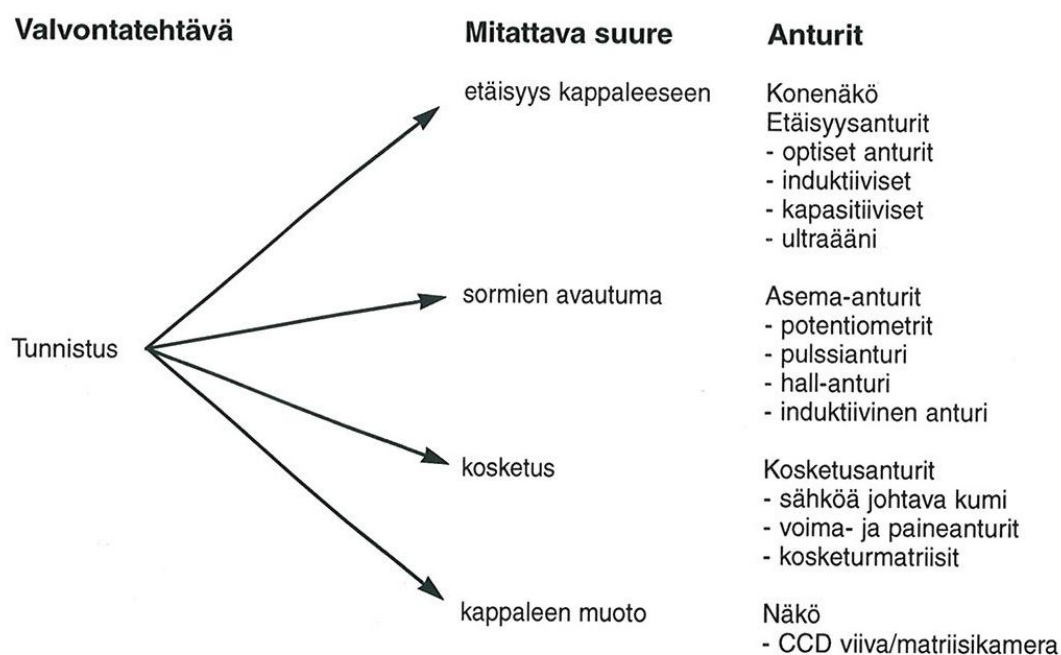 Valvontatehtävä
Mitattava suure
Anturit
Tunnistus
etäisyys kappaleeseen
Konenäkö
Etäisyysanturit
- optiset anturit
- induktiiviset
- kapasitiiviset
- ultraääni
sormien avautuma
Asema-anturit
- potentiometrit
- pulssianturi
- hall-anturi
- induktiivinen anturi
kosketus
Kosketusanturit
- sähköä johtava kumi
- voima- ja paineanturit
- kosketurmatriisit
kappaleen muoto
Näkö
- CCD viiva/matriisikamera